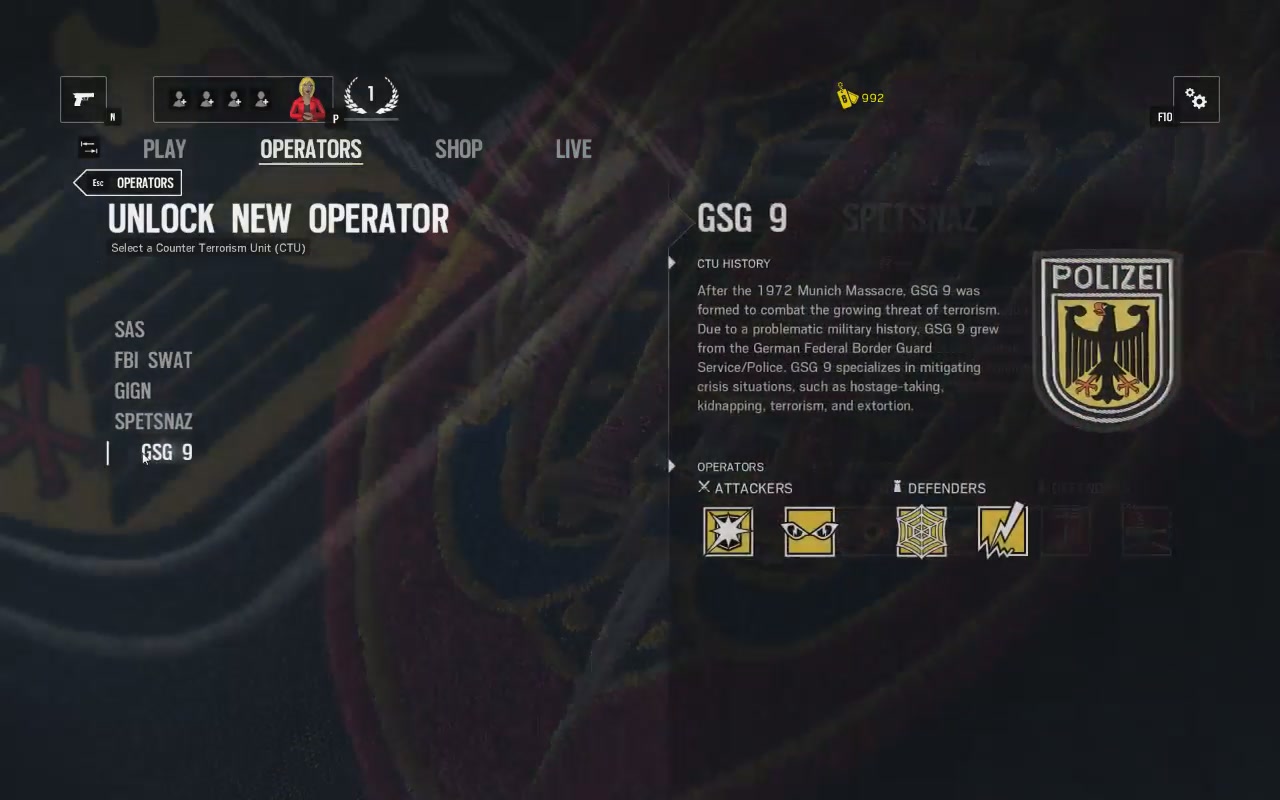 1
992
N
P
F10
PLAY
OPERATORS
SHOP
LIVE
Esc OPERATORS
UNLOCK NEW OPERATOR
Select a Counter Terrorism Unit (CTU)
SAS
FBI SWAT
GIGN
SPETSNAZ
GSG 9
GSG 9
SPETSNAZ
CTU HISTORY
After the 1972 Munich Massacre, GSG 9 was
formed to combat the growing threat of terrorism.
Due to a problematic military history, GSG 9 grew
from the German Federal Border Guard
Service/Police. GSG 9 specializes in mitigating
crisis situations, such as hostage-taking,
kidnapping, terrorism, and extortion.
POLIZEI
OPERATORS
ATTACKERS
DEFENDERS